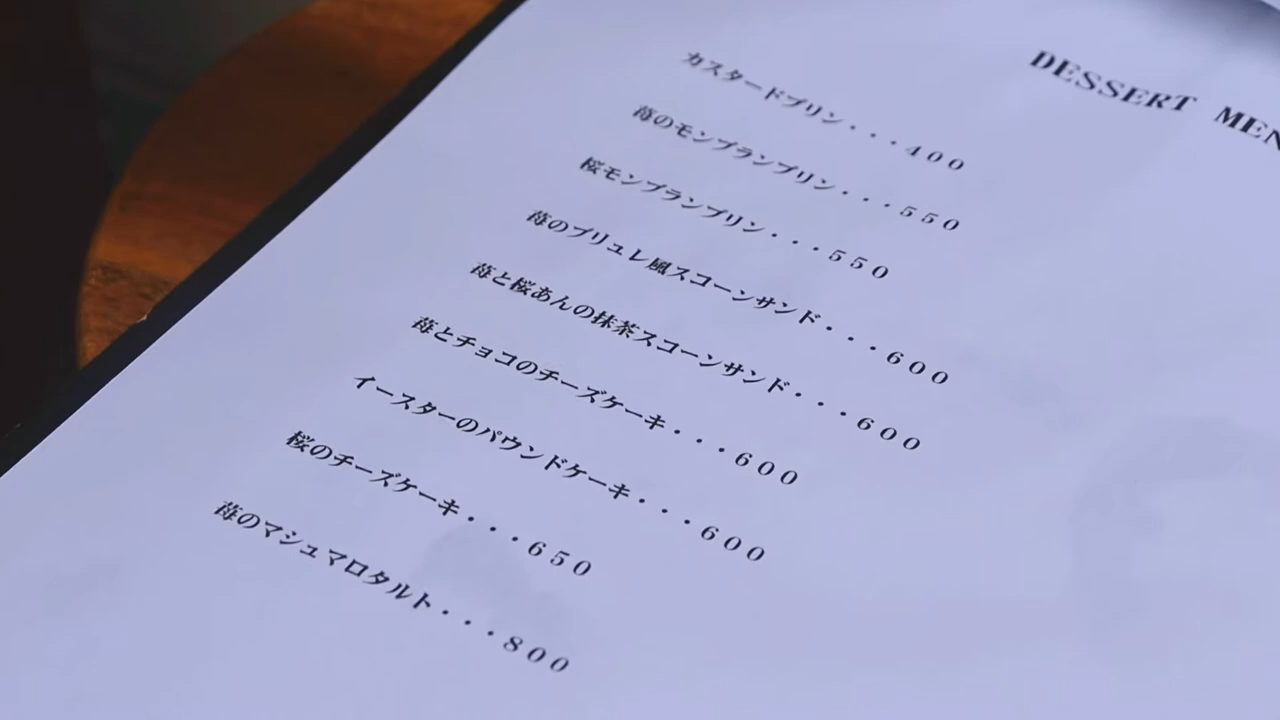 DESSERT MEN
カスタードプリン・・・400
苺のモンブランプリン・・・550
桜モンブランプリン・・・550
苺のブリュレ風スコーンサンド・・・600
苺と桜あんの抹茶スコーンサンド・・・600
苺とチョコのチーズケーキ・・・600
イースターのパウンドケーキ・・・600
桜のチーズケーキ・・・650
苺のマシュマロタルト・・・800